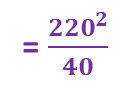 = 220² / 40